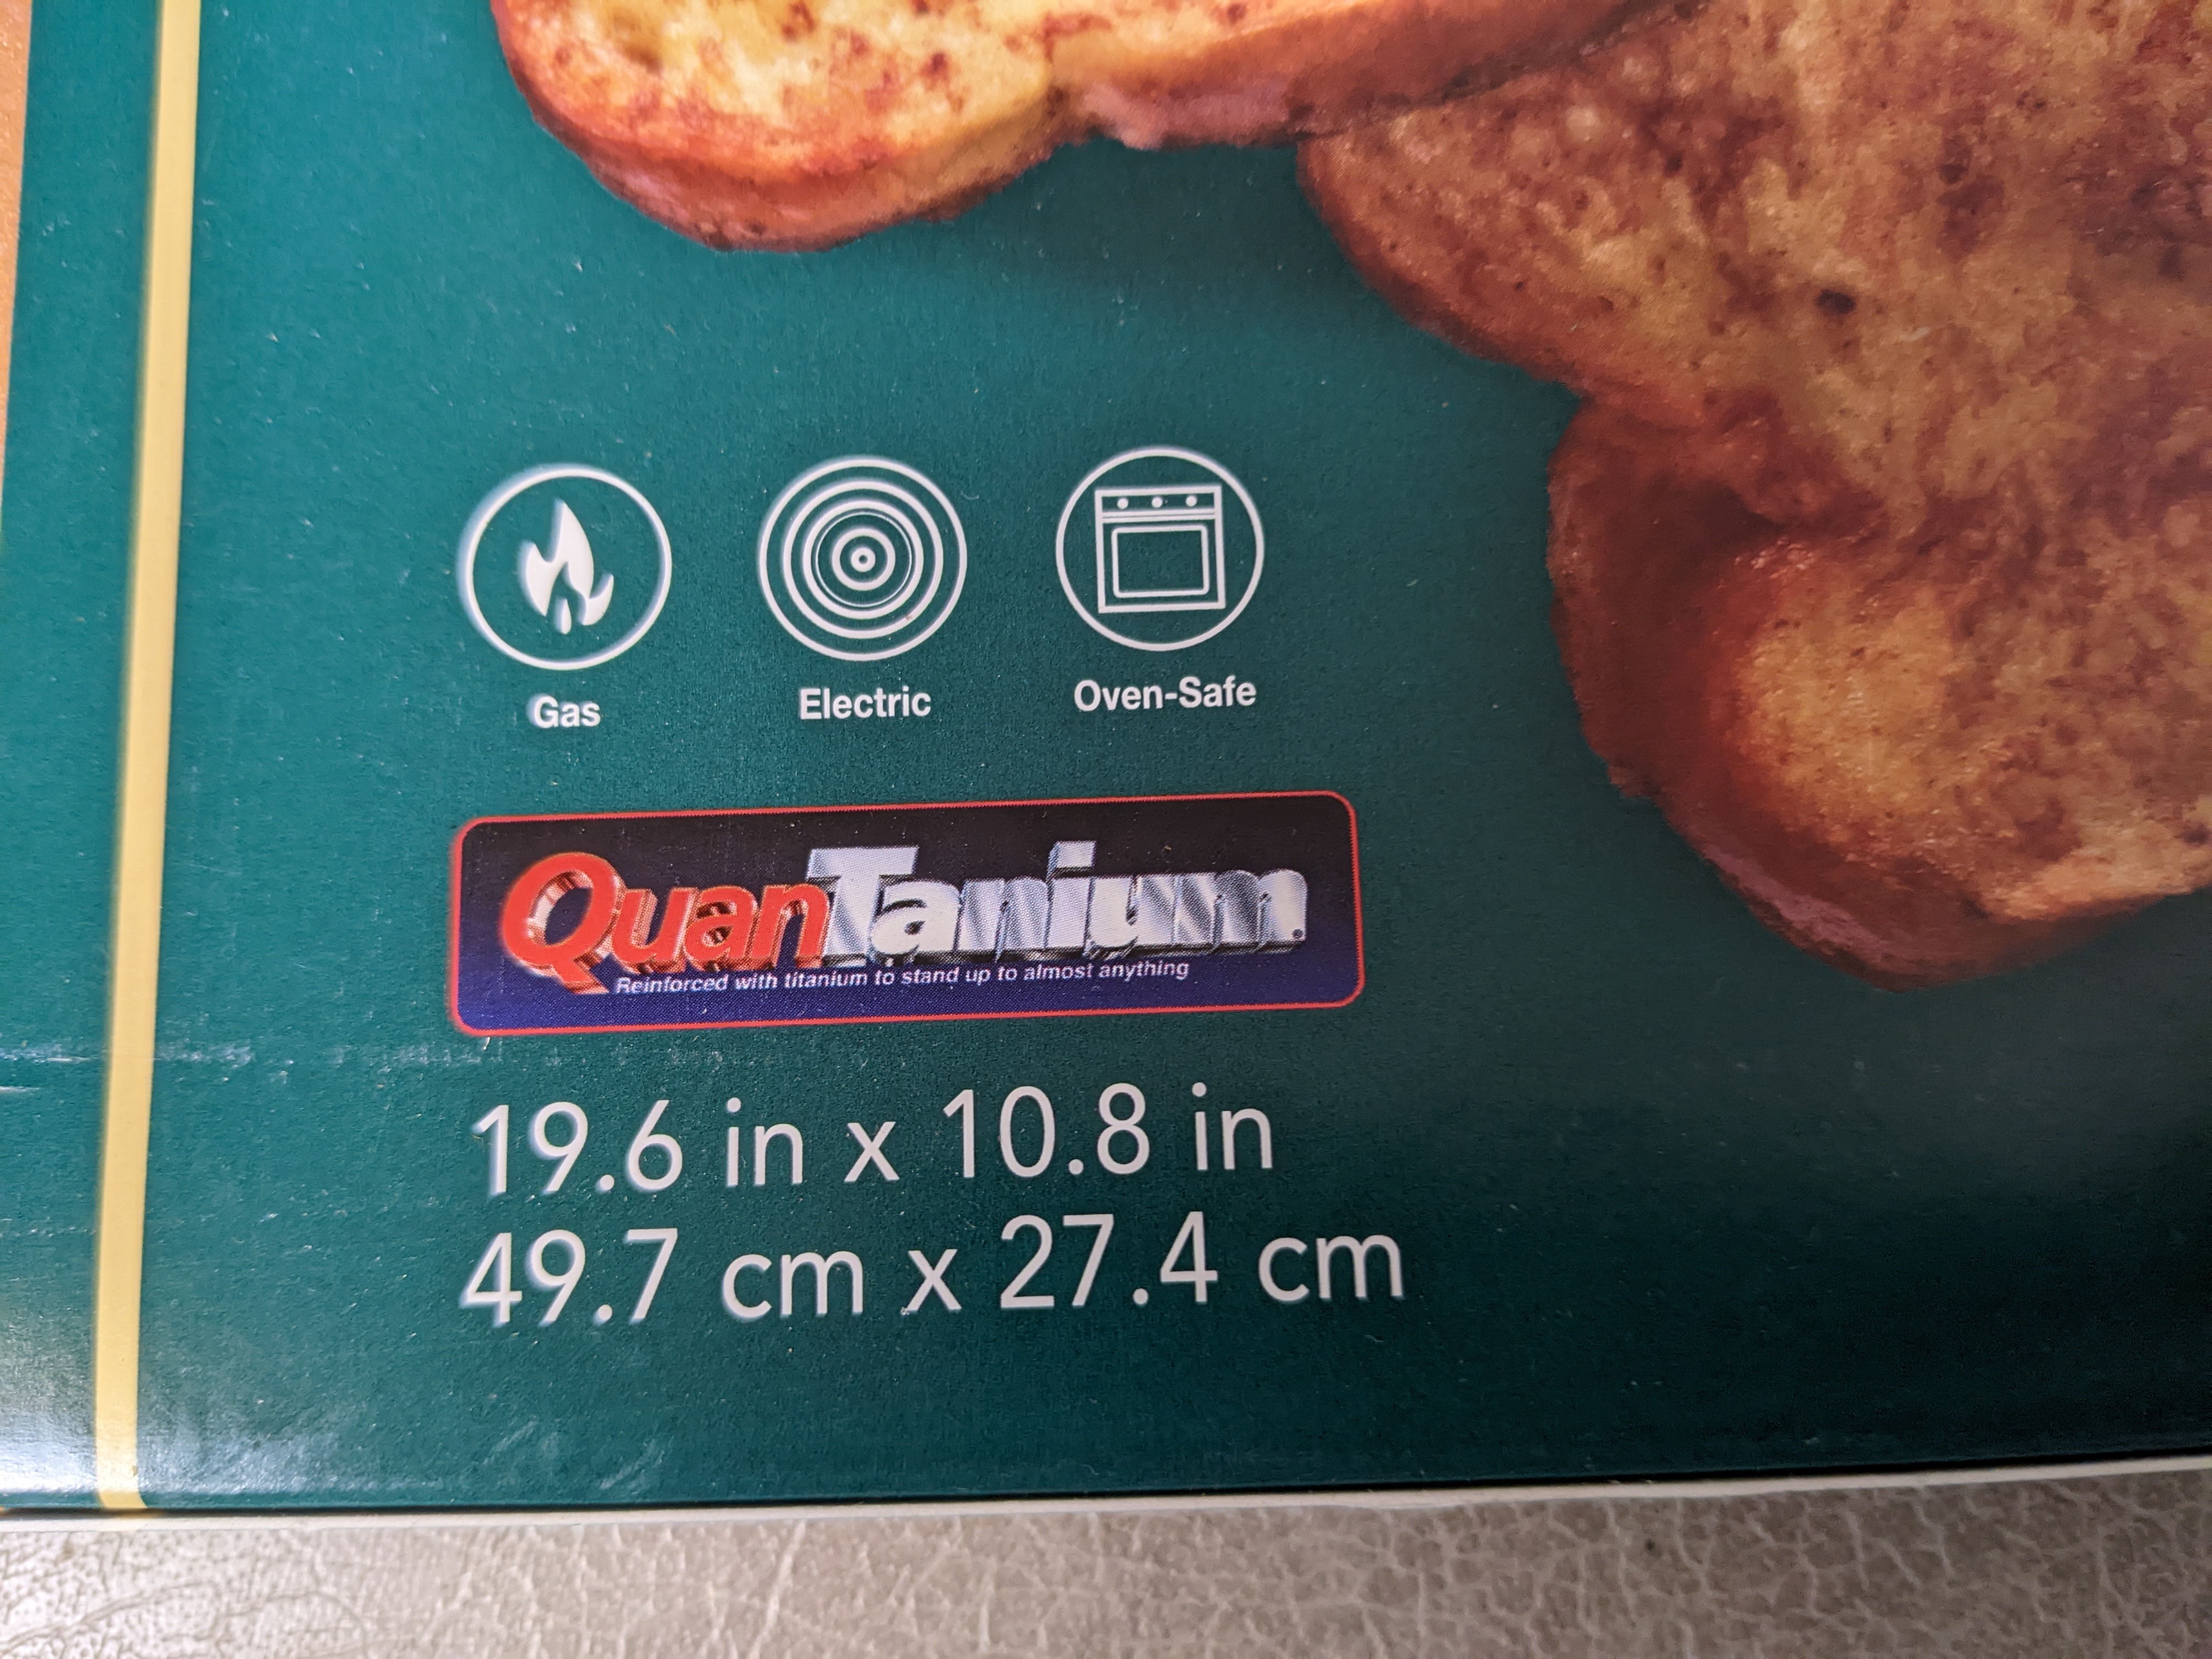 Gas Electric Oven-Safe
QuanTanium®
Reinforced with titanium to stand up to almost anything
19.6 in x 10.8 in
49.7 cm x 27.4 cm